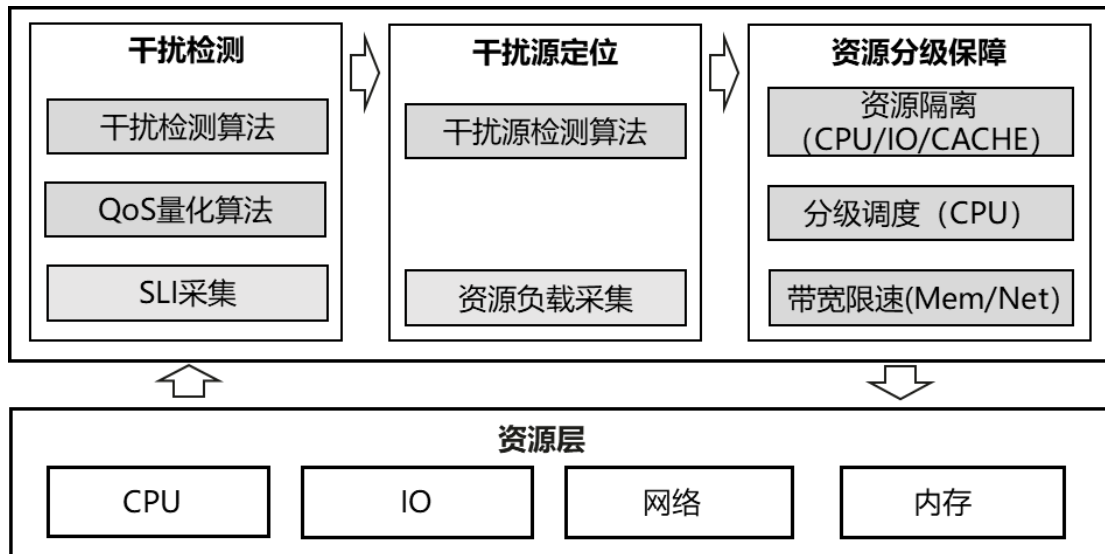 干扰检测
干扰检测算法
QoS量化算法
SLI采集
干扰源定位
干扰源检测算法
资源负载采集
资源分级保障
资源隔离
（CPU/IO/CACHE）
分级调度（CPU）
带宽限速(Mem/Net)
资源层
CPU
IO
网络
内存